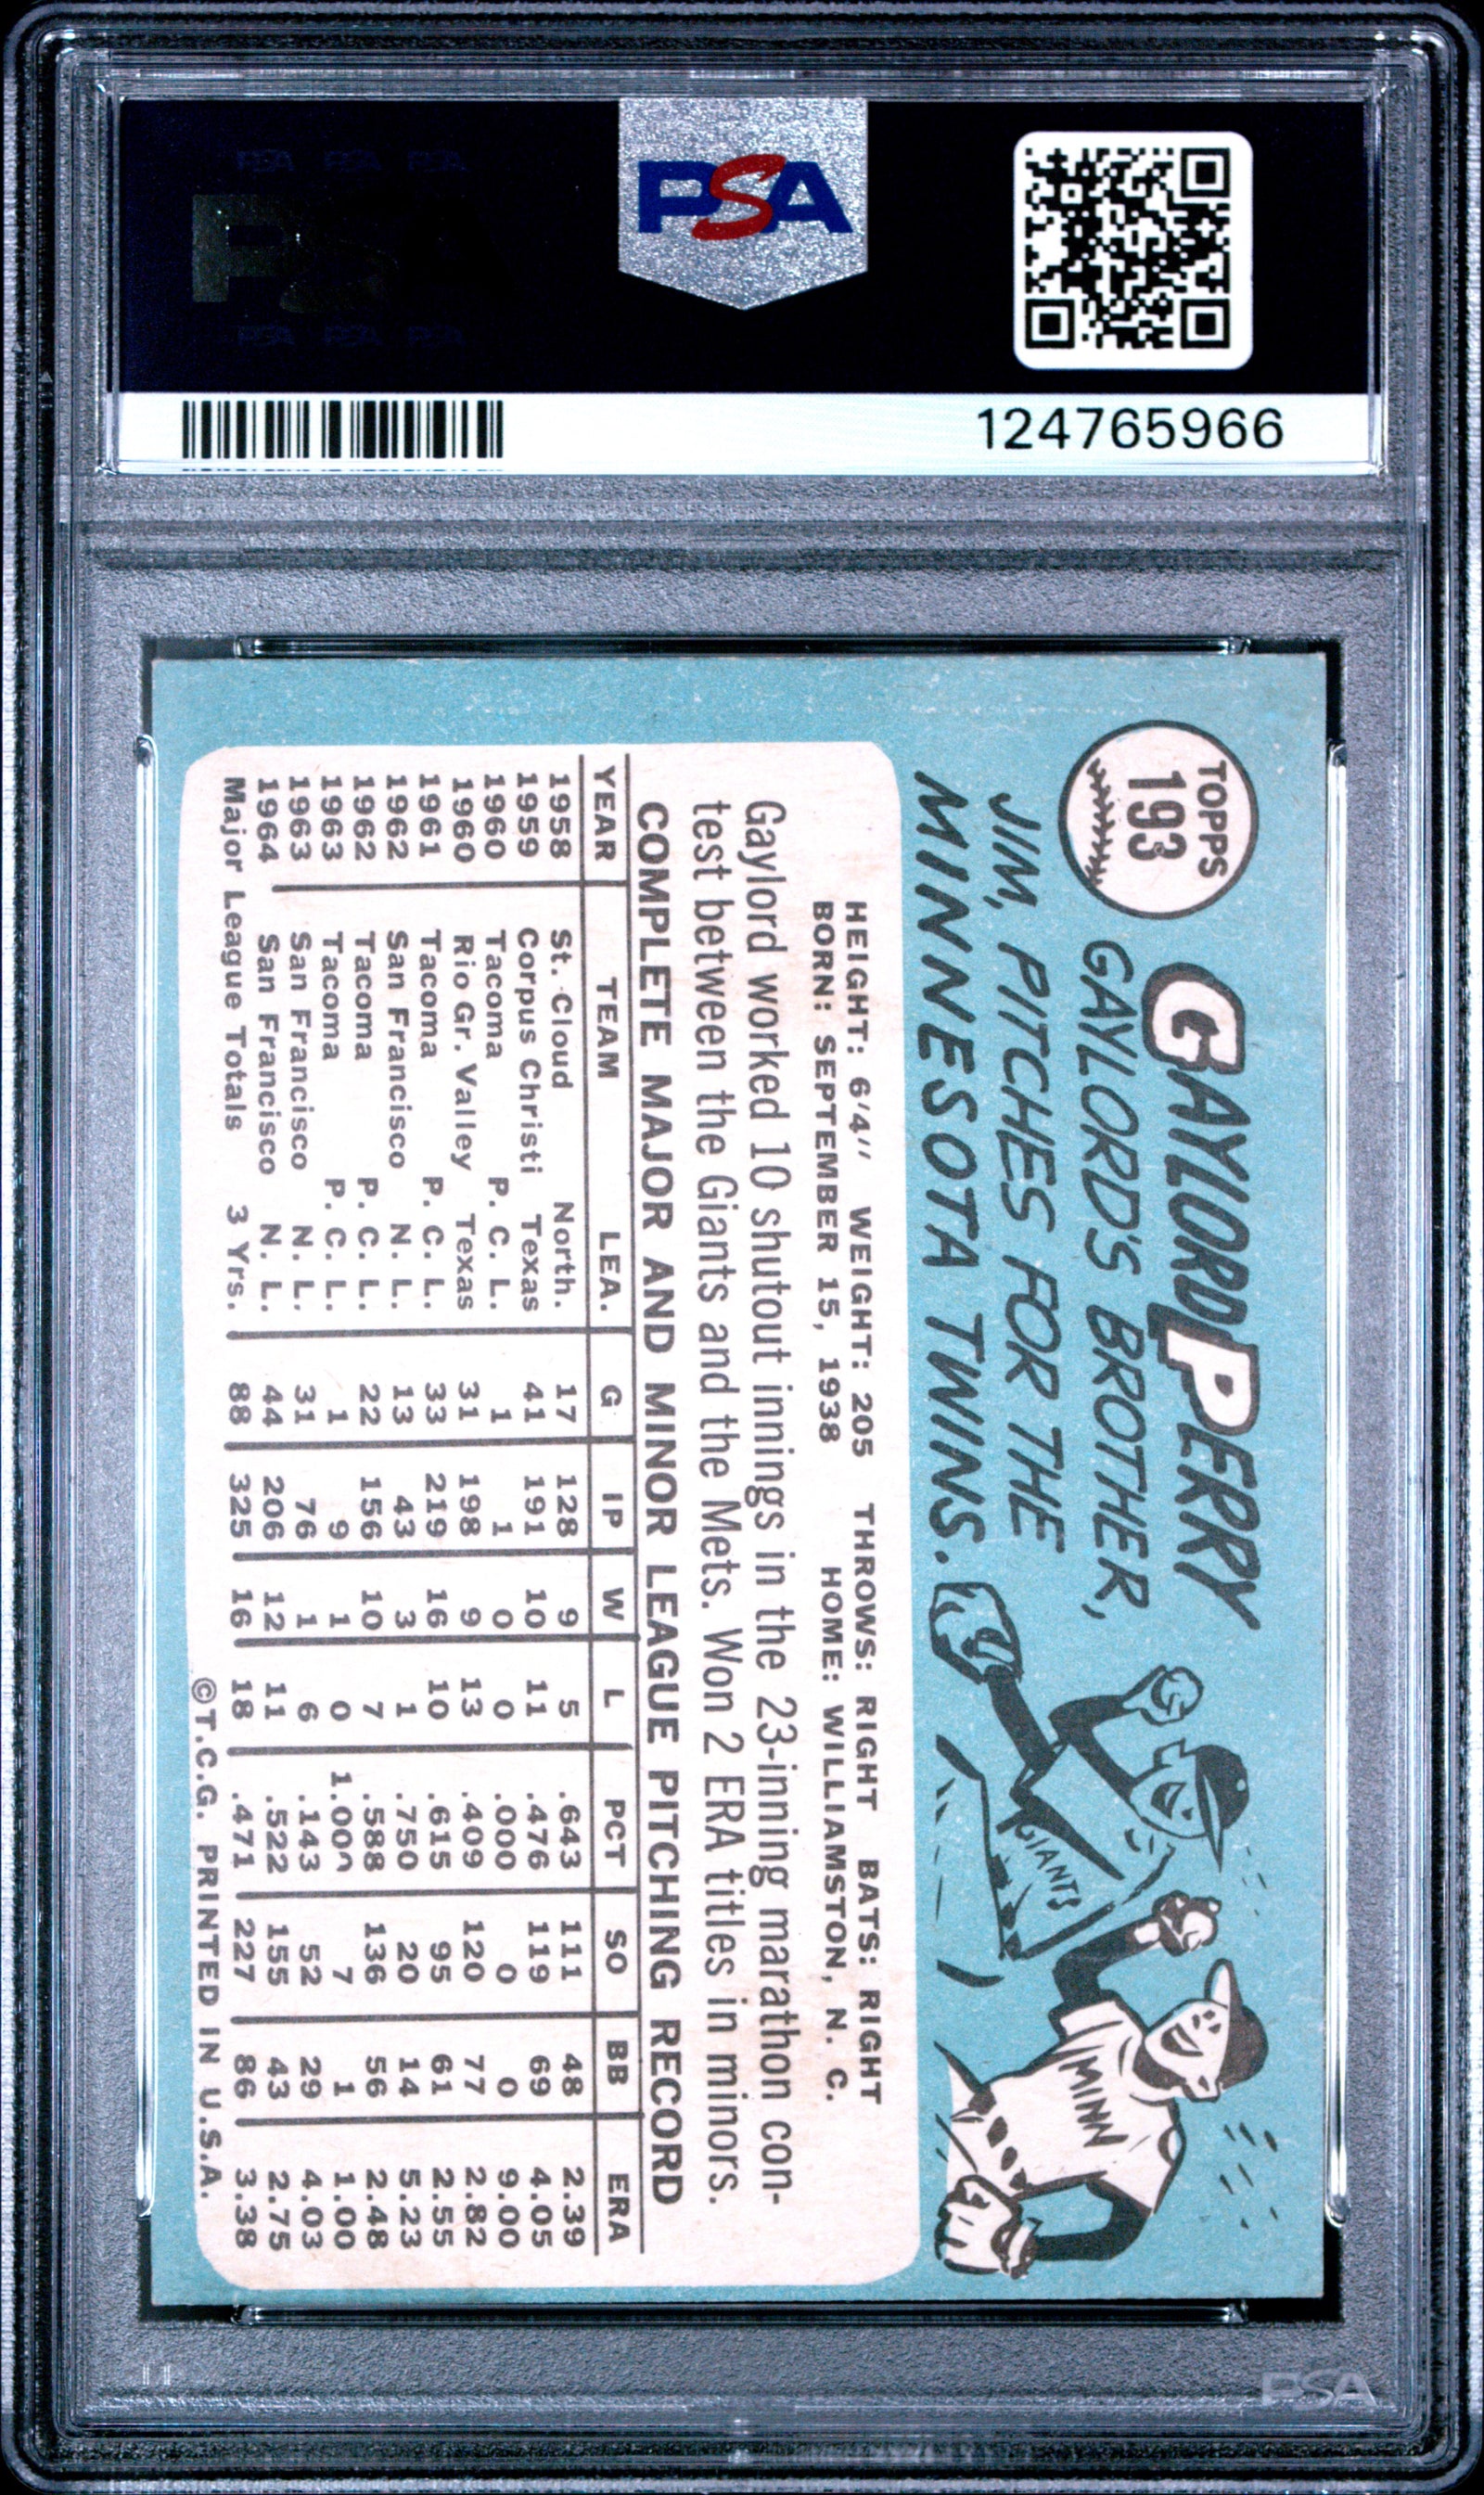 PSA PSA PSA
PSA
PSA PSA PSA
PSA
124765966
TOPPS
193
GAYLORD PERRY
GAYLORD'S BROTHER,
JIM, PITCHES FOR THE
MINNESOTA TWINS.
GIANTS
MINN
HEIGHT: 6'4" WEIGHT: 205 THROWS: RIGHT BATS: RIGHT
BORN: SEPTEMBER 15, 1938 HOME: WILLIAMSTON, N. C.
Gaylord worked 10 shutout innings in the 23-inning marathon con-
test between the Giants and the Mets. Won 2 ERA titles in minors.
COMPLETE MAJOR AND MINOR LEAGUE PITCHING RECORD
YEAR TEAM LEA. G IP W L PCT SO BB ERA
1958 St. Cloud North. 17 128 9 5 .643 111 48 2.39
1959 Corpus Christi Texas 41 191 10 11 .476 119 69 4.05
1960 Tacoma P. C. L. 1 1 0 0 .000 0 0 9.00
1960 Rio Gr. Valley Texas 31 198 9 13 .409 120 77 2.82
1961 Tacoma P. C. L. 33 219 16 10 .615 95 61 2.55
1962 San Francisco N. L. 13 43 3 1 .750 20 14 5.23
1962 Tacoma P. C. L. 22 156 10 7 .588 136 56 2.48
1963 Tacoma P. C. L. 1 9 1 0 1.000 7 1 1.00
1963 San Francisco N. L. 31 76 1 6 .143 52 29 4.03
1964 San Francisco N. L. 44 206 12 11 .522 155 43 2.75
Major League Totals 3 Yrs. 88 325 16 18 .471 227 86 3.38
©T.C.G. PRINTED IN U.S.A.
PSA